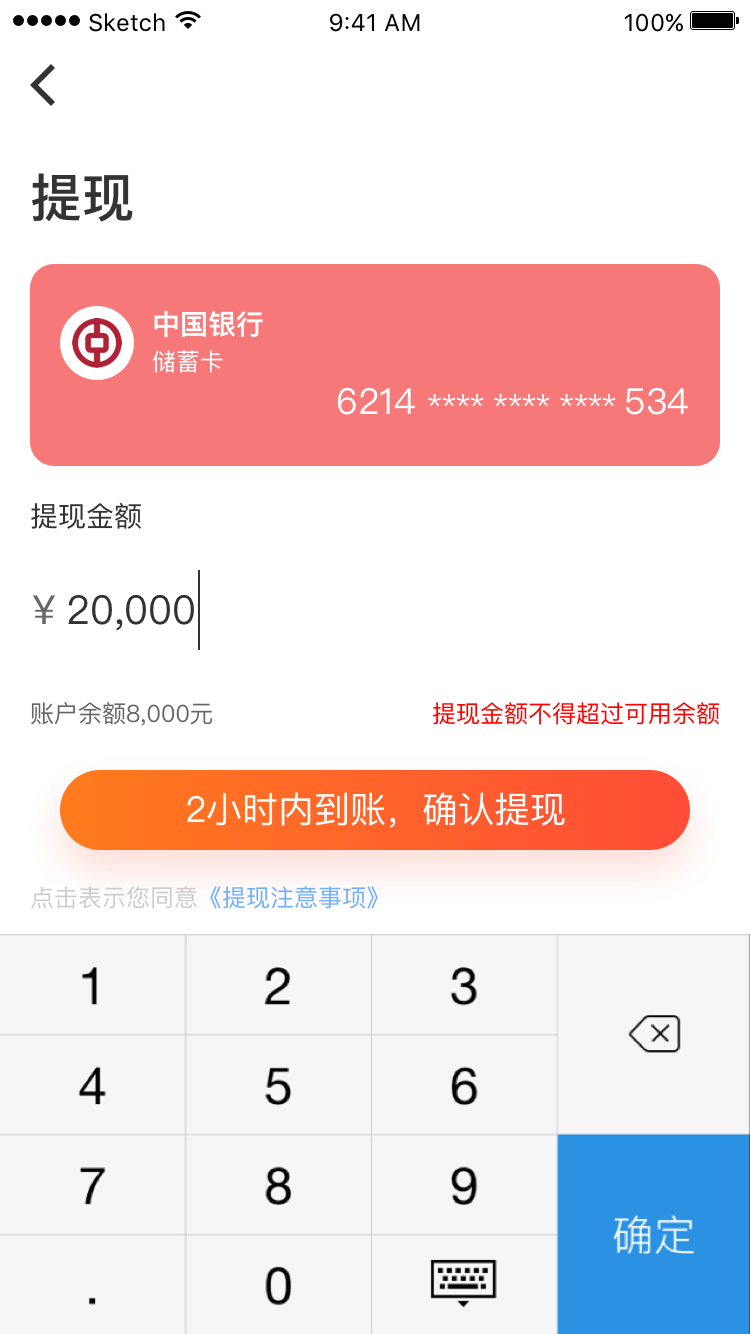 ●●●●● Sketch 9:41 AM 100%
提现
中国银行
储蓄卡
6214 **** **** **** 534
提现金额
¥ 20,000
账户余额8,000元 提现金额不得超过可用余额
2小时内到账，确认提现
点击表示您同意《提现注意事项》
1 2 3
4 5 6
7 8 9
确定
. 0